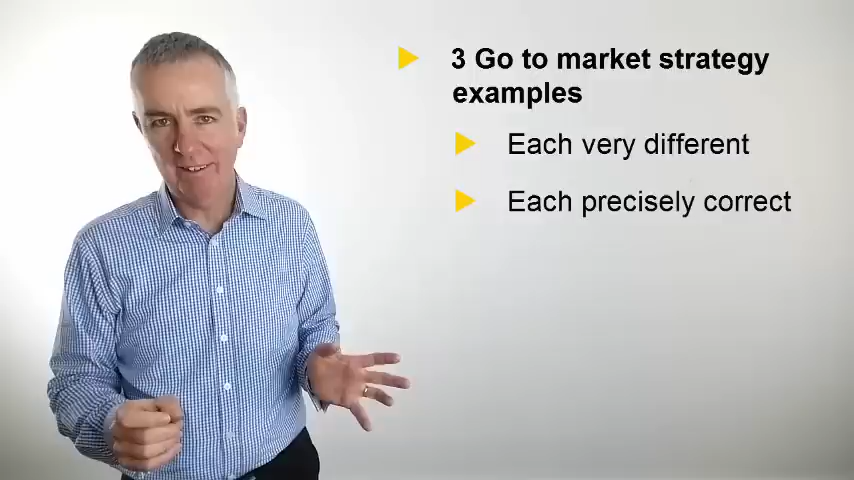 3 Go to market strategy
examples
Each very different
Each precisely correct